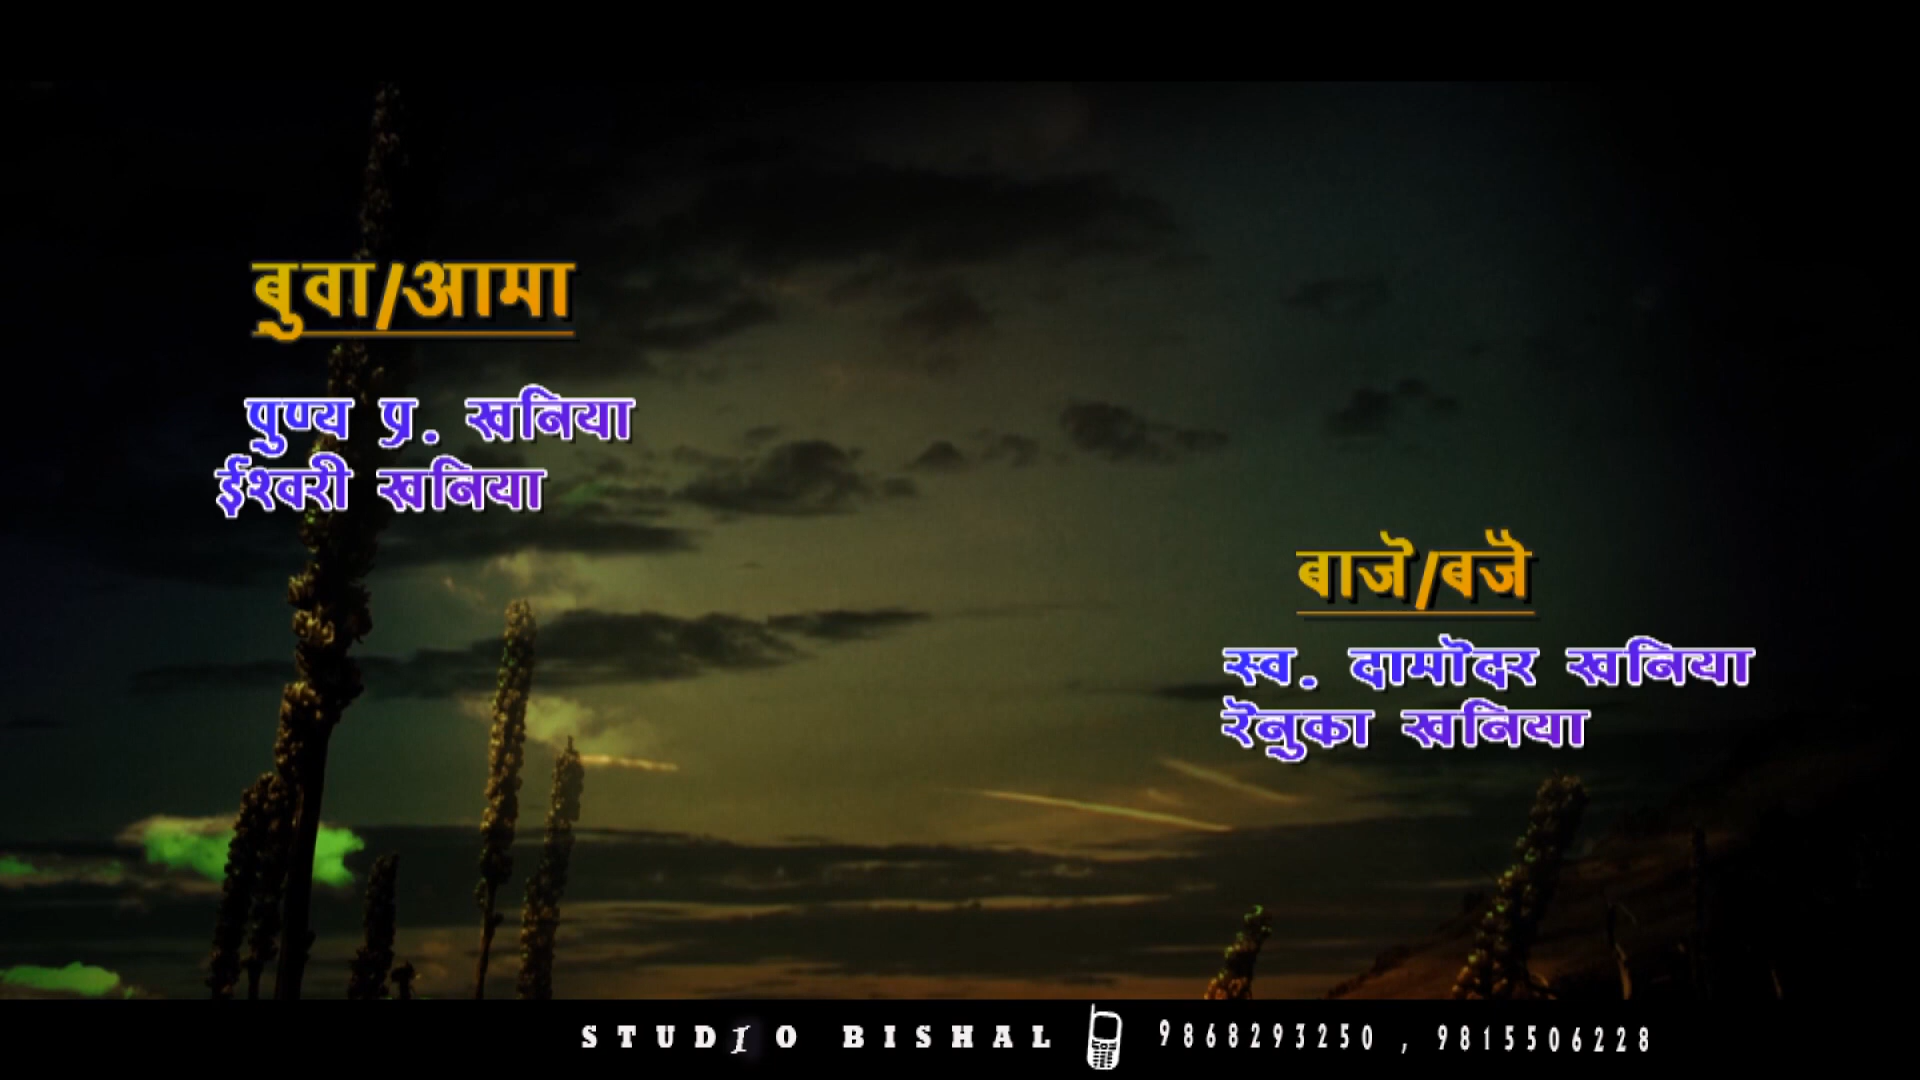 बुवा/आमा
पुण्य प्र. खनिया
ईश्वरी खनिया
बाजे/बजै
स्व. दामोदर खनिया
रेनुका खनिया
STUDIO BISHAL 9868293250 , 9815506228